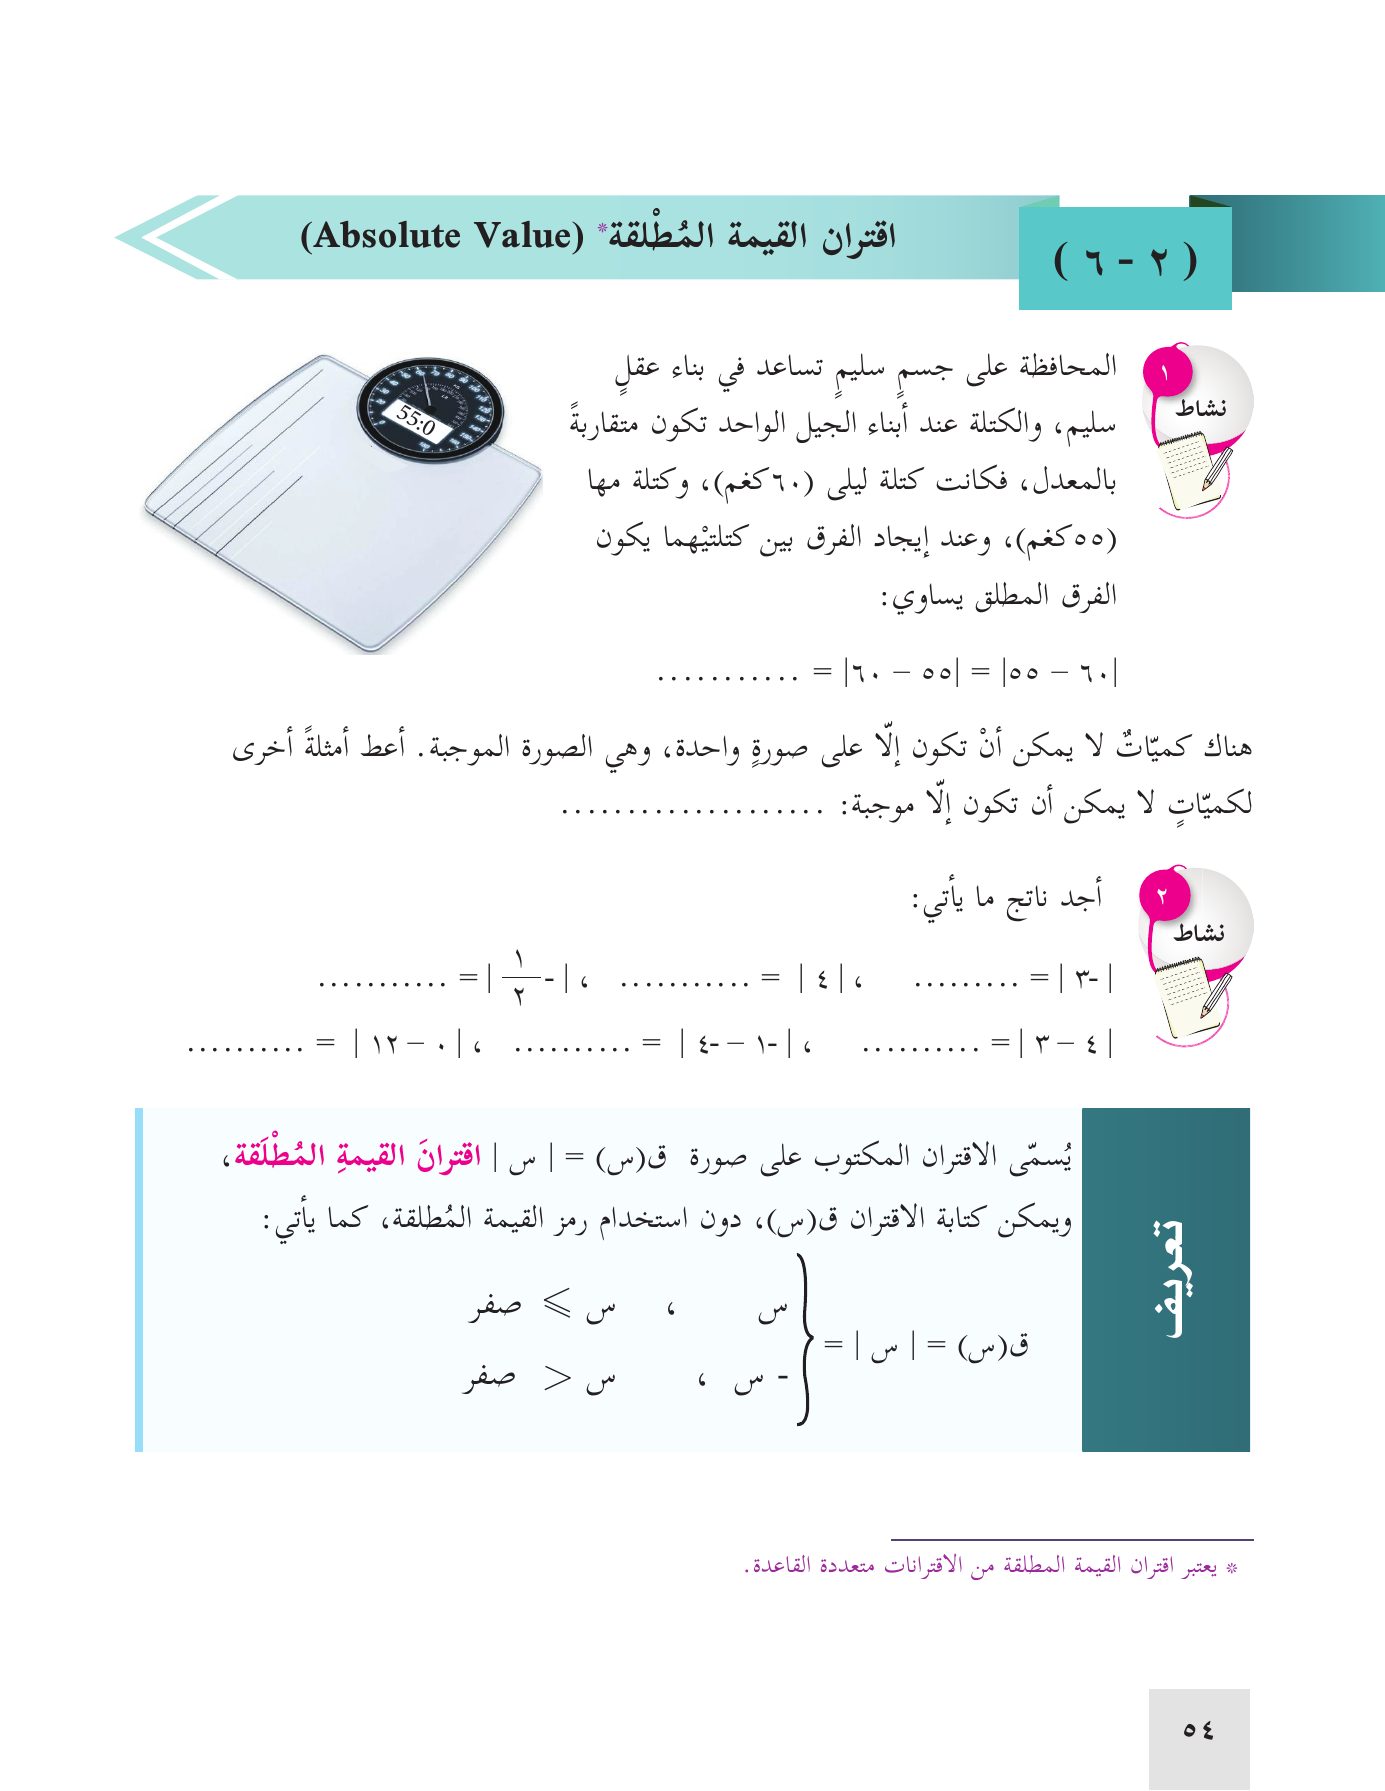 ( ٢ - ٦ )
اقتران القيمة المُطْلقة* (Absolute Value)
١
نشاط
المحافظة على جسمٍ سليمٍ تساعد في بناء عقلٍ
سليم، والكتلة عند أبناء الجيل الواحد تكون متقاربةً
بالمعدل، فكانت كتلة ليلى (٦٠كغم)، وكتلة مها
(٥٥كغم)، وعند إيجاد الفرق بين كتلتيْهما يكون
الفرق المطلق يساوي:
55:0
|٦٠ – ٥٥| = |٥٥ – ٦٠| = ...........
هناك كميّاتٌ لا يمكن أنْ تكون إلّا على صورةٍ واحدة، وهي الصورة الموجبة. أعط أمثلةً أخرى
لكميّاتٍ لا يمكن أن تكون إلّا موجبة: ....................
٢
نشاط
أجد ناتج ما يأتي:
| -٣ | = ......... ، | ٤ | = ........... ، | -١/٢ | = ...........
| ٤ – ٣ | = .......... ، | -١ – -٤ | = .......... ، | ٠ – ١٢ | = ..........
تعريف
يُسمّى الاقتران المكتوب على صورة ق(س) = | س | اقترانَ القيمةِ المُطْلَقة،
ويمكن كتابة الاقتران ق(س)، دون استخدام رمز القيمة المُطلقة، كما يأتي:
س ، س ⩾ صفر
ق(س) = | س | =
- س ، س < صفر
* يعتبر اقتران القيمة المطلقة من الاقترانات متعددة القاعدة.
٥٤